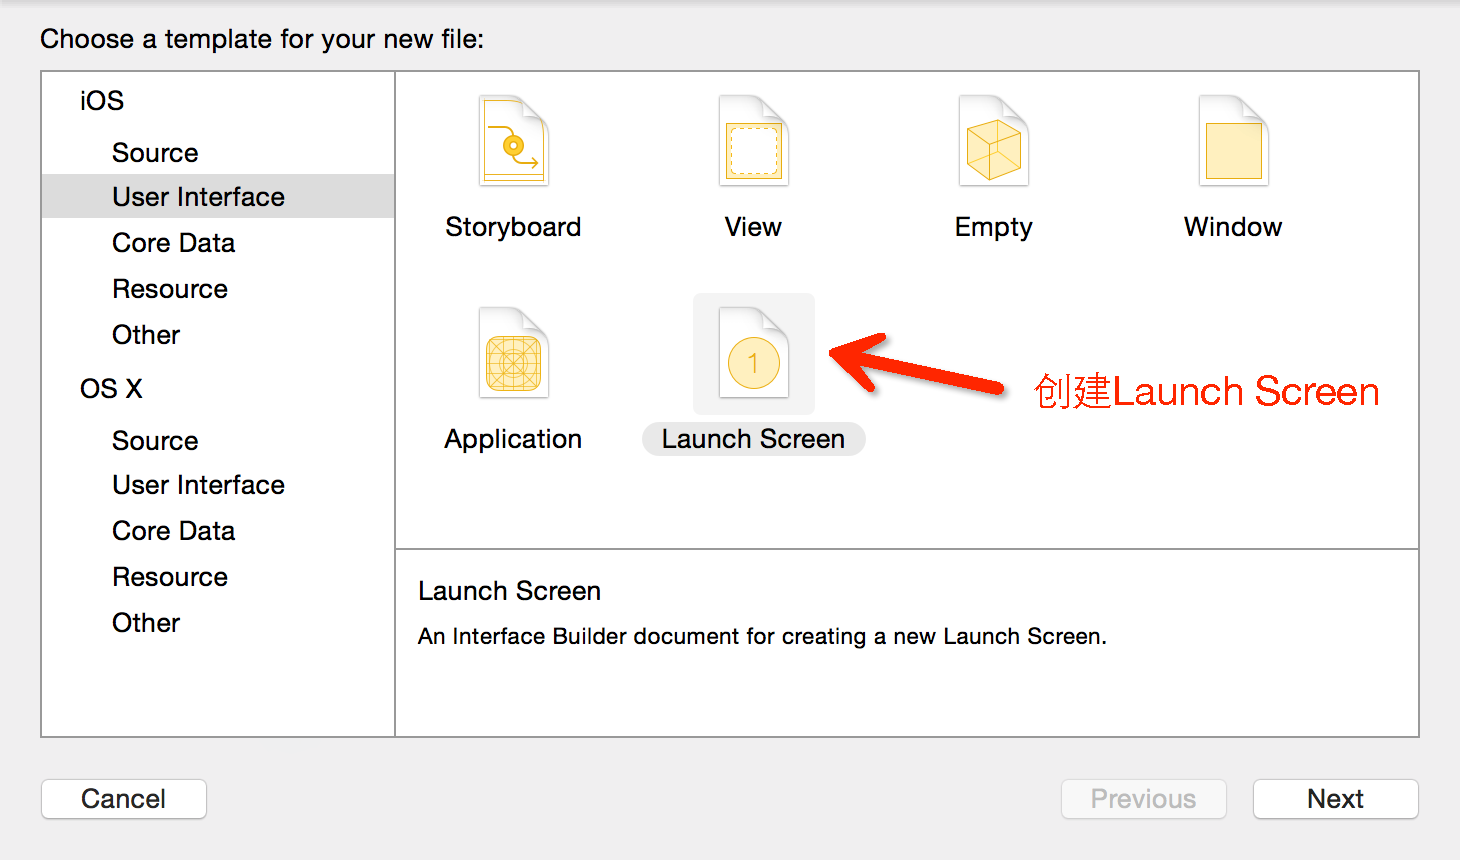 Choose a template for your new file:
iOS
Source
User Interface
Core Data
Resource
Other
OS X
Source
User Interface
Core Data
Resource
Other
Storyboard
View
Empty
Window
Application
1
Launch Screen
创建Launch Screen
Launch Screen
An Interface Builder document for creating a new Launch Screen.
Cancel
Previous
Next